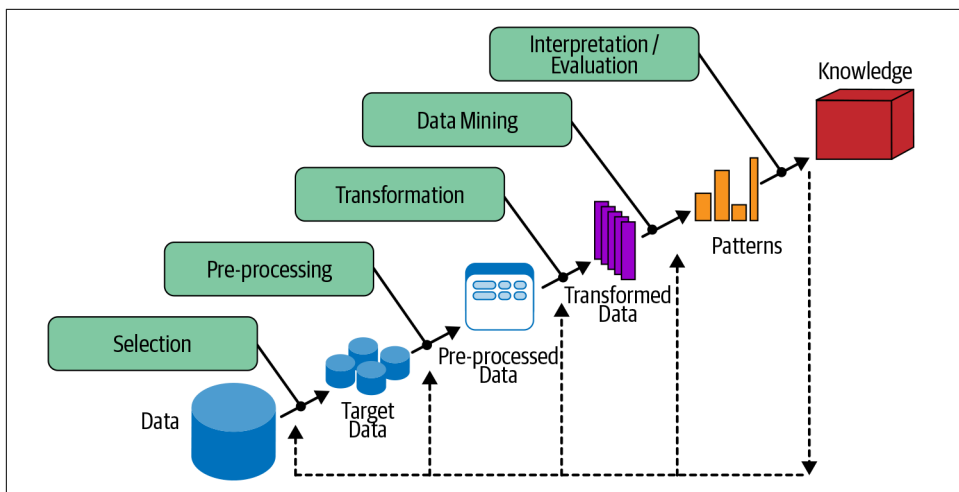 Interpretation /
Evaluation
Knowledge
Data Mining
Transformation
Patterns
Pre-processing
Transformed
Data
Selection
Pre-processed
Data
Target
Data
Data